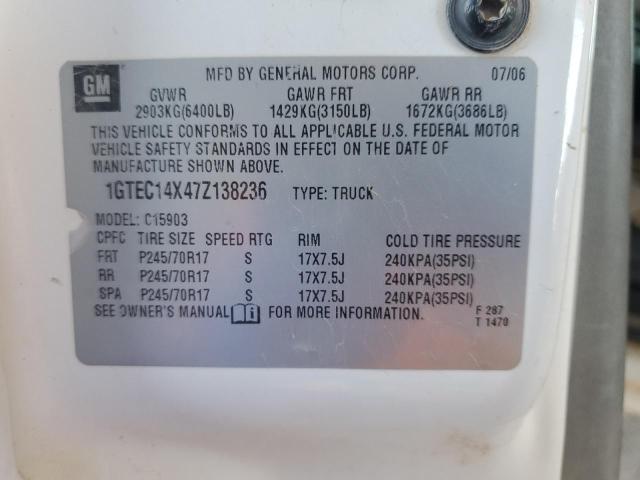 GM
MFD BY GENERAL MOTORS CORP. 07/06
GVWR GAWR FRT GAWR RR
2903KG(6400LB) 1429KG(3150LB) 1672KG(3686LB)
THIS VEHICLE CONFORMS TO ALL APPLICABLE U.S. FEDERAL MOTOR
VEHICLE SAFETY STANDARDS IN EFFECT ON THE DATE OF
MANUFACTURE SHOWN ABOVE.
1GTEC14X47Z138236 TYPE: TRUCK
MODEL: C15903
CPFC TIRE SIZE SPEED RTG RIM COLD TIRE PRESSURE
FRT P245/70R17 S 17X7.5J 240KPA(35PSI)
RR P245/70R17 S 17X7.5J 240KPA(35PSI)
SPA P245/70R17 S 17X7.5J 240KPA(35PSI)
SEE OWNER'S MANUAL FOR MORE INFORMATION.
F 287
T 1470